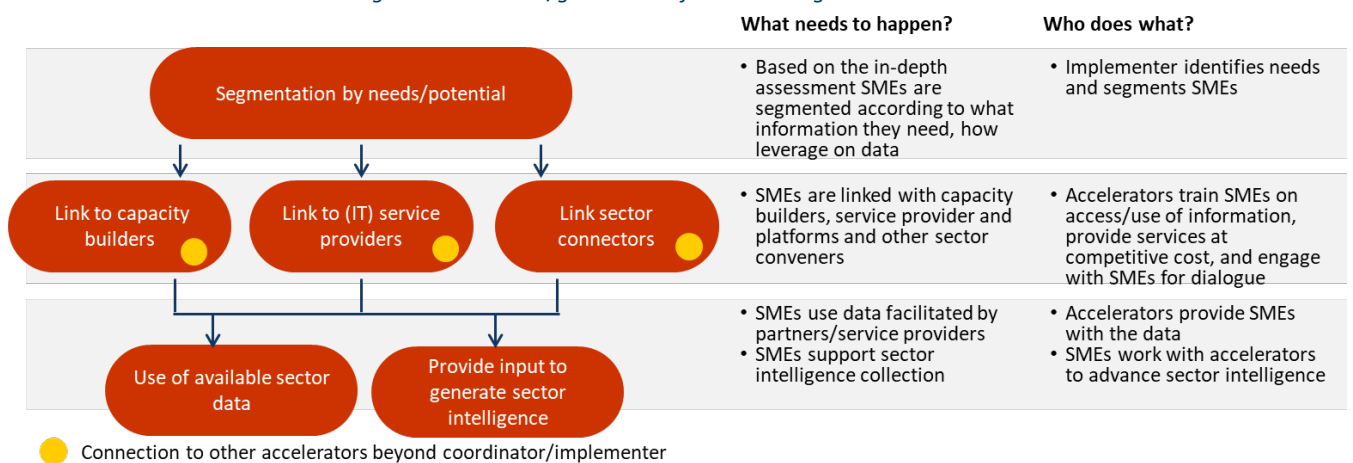 What needs to happen?
Who does what?
Segmentation by needs/potential
• Based on the in-depth
assessment SMEs are
segmented according to what
information they need, how
leverage on data
• Implementer identifies needs
and segments SMEs
Link to capacity
builders
Link to (IT) service
providers
Link sector
connectors
• SMEs are linked with capacity
builders, service provider and
platforms and other sector
conveners
• Accelerators train SMEs on
access/use of information,
provide services at
competitive cost, and engage
with SMEs for dialogue
Use of available sector
data
Provide input to
generate sector
intelligence
• SMEs use data facilitated by
partners/service providers
• SMEs support sector
intelligence collection
• Accelerators provide SMEs
with the data
• SMEs work with accelerators
to advance sector intelligence
Connection to other accelerators beyond coordinator/implementer